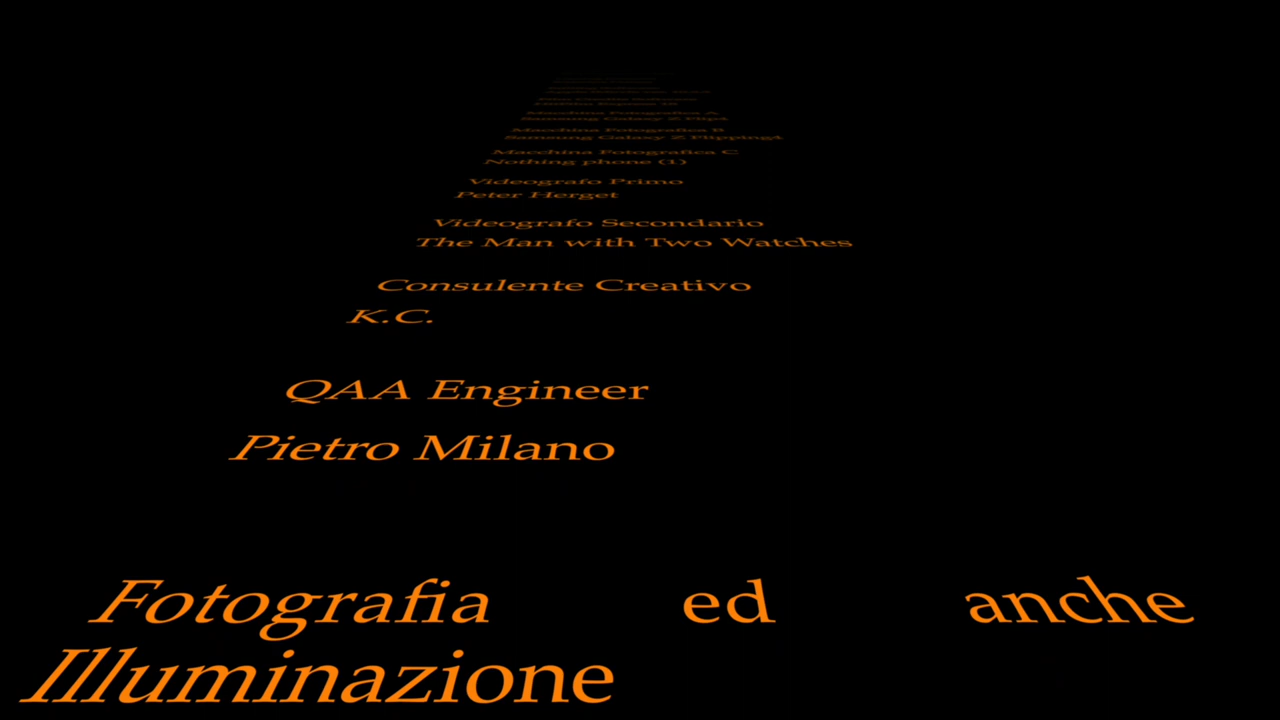 Macchina Fotografica A
Samsung Galaxy Z Flip4
Macchina Fotografica B
Samsung Galaxy Z Flipping4
Macchina Fotografica C
Nothing phone (1)
Videografo Primo
Peter Herget
Videografo Secondario
The Man with Two Watches
Consulente Creativo
K.C.
QAA Engineer
Pietro Milano
Fotografia ed anche
Illuminazione